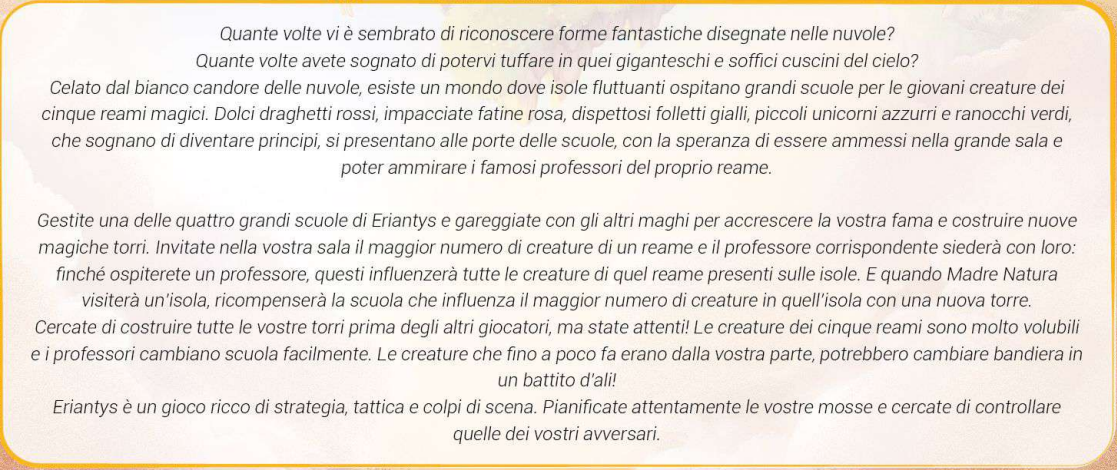 Quante volte vi è sembrato di riconoscere forme fantastiche disegnate nelle nuvole?
Quante volte avete sognato di potervi tuffare in quei giganteschi e soffici cuscini del cielo?
Celato dal bianco candore delle nuvole, esiste un mondo dove isole fluttuanti ospitano grandi scuole per le giovani creature dei
cinque reami magici. Dolci draghetti rossi, impacciate fatine rosa, dispettosi folletti gialli, piccoli unicorni azzurri e ranocchi verdi,
che sognano di diventare principi, si presentano alle porte delle scuole, con la speranza di essere ammessi nella grande sala e
poter ammirare i famosi professori del proprio reame.
Gestite una delle quattro grandi scuole di Eriantys e gareggiate con gli altri maghi per accrescere la vostra fama e costruire nuove
magiche torri. Invitate nella vostra sala il maggior numero di creature di un reame e il professore corrispondente siederà con loro:
finché ospiterete un professore, questi influenzerà tutte le creature di quel reame presenti sulle isole. E quando Madre Natura
visiterà un'isola, ricompenserà la scuola che influenza il maggior numero di creature in quell'isola con una nuova torre.
Cercate di costruire tutte le vostre torri prima degli altri giocatori, ma state attenti! Le creature dei cinque reami sono molto volubili
e i professori cambiano scuola facilmente. Le creature che fino a poco fa erano dalla vostra parte, potrebbero cambiare bandiera in
un battito d'ali!
Eriantys è un gioco ricco di strategia, tattica e colpi di scena. Pianificate attentamente le vostre mosse e cercate di controllare
quelle dei vostri avversari.